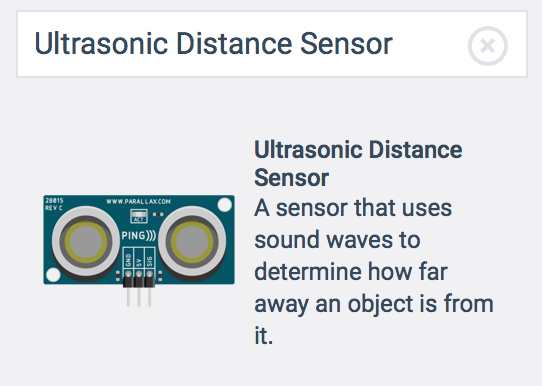 Ultrasonic Distance Sensor
Ultrasonic Distance
Sensor
A sensor that uses
sound waves to
determine how far
away an object is from
it.
28015
REV C
WWW.PARALLAX.COM
ACT
PING)))
GND
5V
SIG